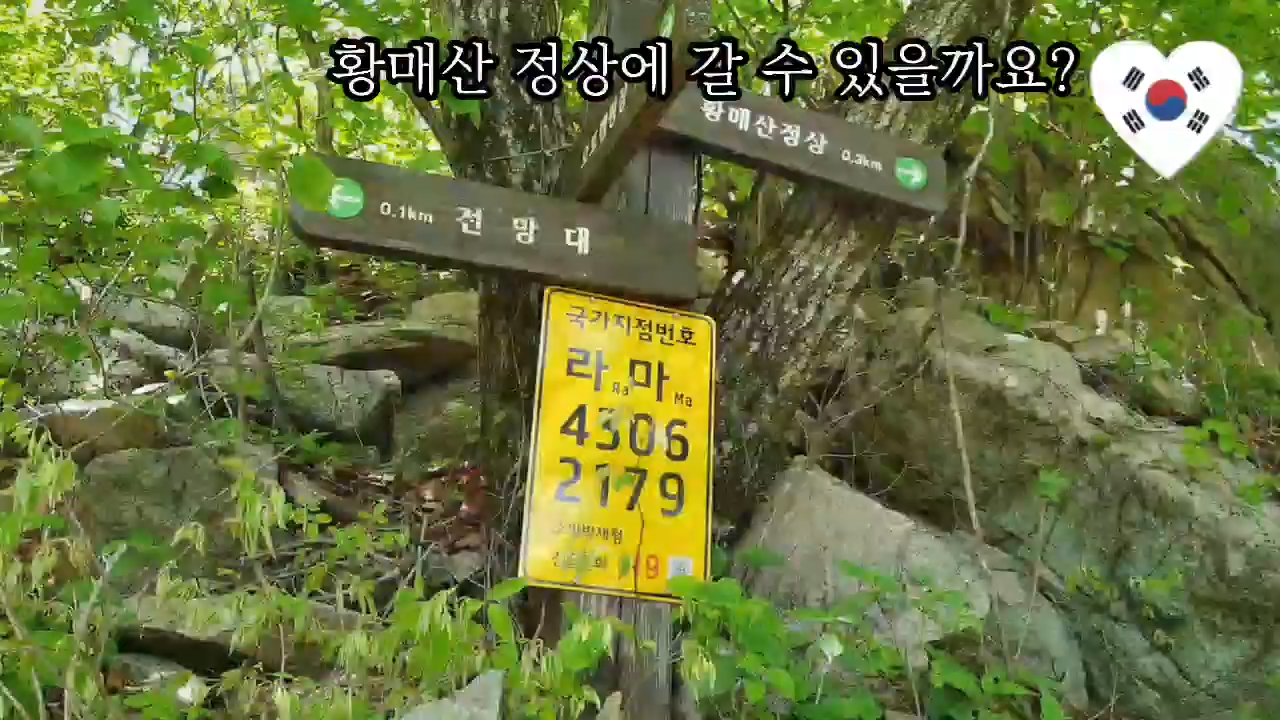 황매산 정상에 갈 수 있을까요?
황매산정상 0.3km
0.1km 전망대
국가지점번호
라 Ra 마 Ma
4306
2179